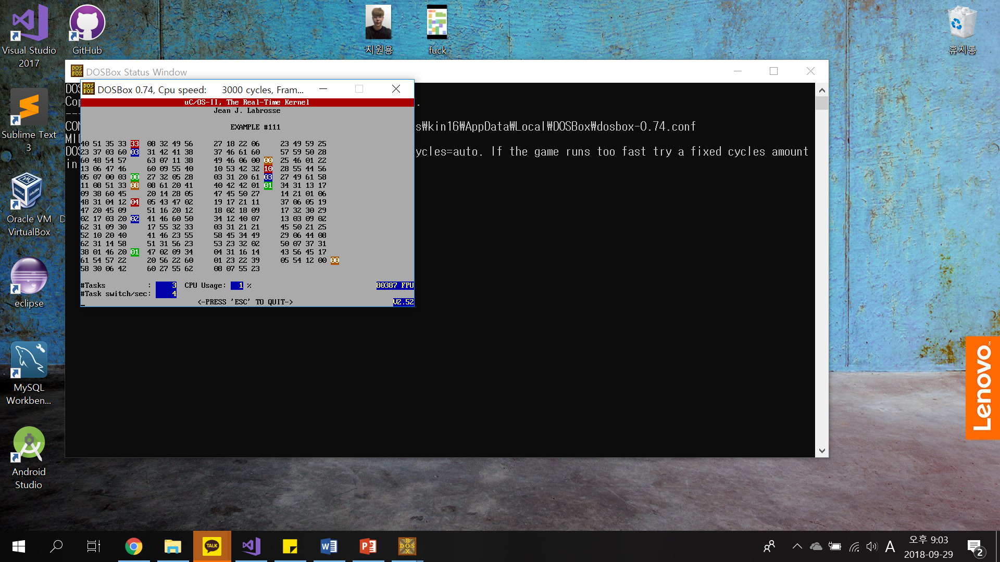 Visual Studio
2017
GitHub
지원용
fuck
휴지통
DOSBox Status Window
DOSBox 0.74, Cpu speed: 3000 cycles, Fram...
uC/OS-II, The Real-Time Kernel
Jean J. Labrosse
EXAMPLE #111
40 51 35 33 33 08 32 49 56 27 18 22 06 23 49 59 25
23 37 03 60 03 31 42 41 38 37 46 61 60 57 59 50 28
60 48 54 57 63 07 11 38 49 46 06 00 00 25 46 01 22
13 06 47 46 60 09 55 40 10 53 42 32 10 28 55 44 56
05 07 00 03 00 27 32 05 28 03 31 20 61 03 27 49 61 58
11 08 51 33 08 08 61 20 41 40 42 42 01 01 34 31 13 17
09 38 60 45 20 14 28 05 47 45 50 27 14 21 01 06
48 31 04 12 04 05 43 47 02 19 17 21 11 37 06 05 19
47 20 45 09 51 16 20 12 18 02 18 09 17 32 30 29
02 17 03 20 02 41 46 60 50 34 12 40 07 13 03 09 02
62 31 09 30 17 55 32 33 03 31 21 21 45 50 21 25
52 10 20 40 41 46 23 55 58 45 34 49 29 06 44 08
62 31 14 58 51 31 56 23 53 23 32 02 50 07 37 31
38 01 46 20 01 47 02 09 34 04 31 16 14 43 56 45 17
61 54 57 22 20 56 22 60 01 23 22 39 05 54 12 00 00
58 30 06 42 60 27 55 62 08 07 55 23
#Tasks : 3 CPU Usage: 1 % 80387 FPU
#Task switch/sec: 4
<-PRESS 'ESC' TO QUIT-> V2.52
DOS
Cop .
---
CON s\kin16\AppData\Local\DOSBox\dosbox-0.74.conf
MID
DOS ycles=auto. If the game runs too fast try a fixed cycles amount
in
Sublime Text
3
Oracle VM D
VirtualBox
eclipse
MySQL
Workben...
Android
Studio
Lenovo™
TALK
DOS BOX
A
오후 9:03
2018-09-29
2